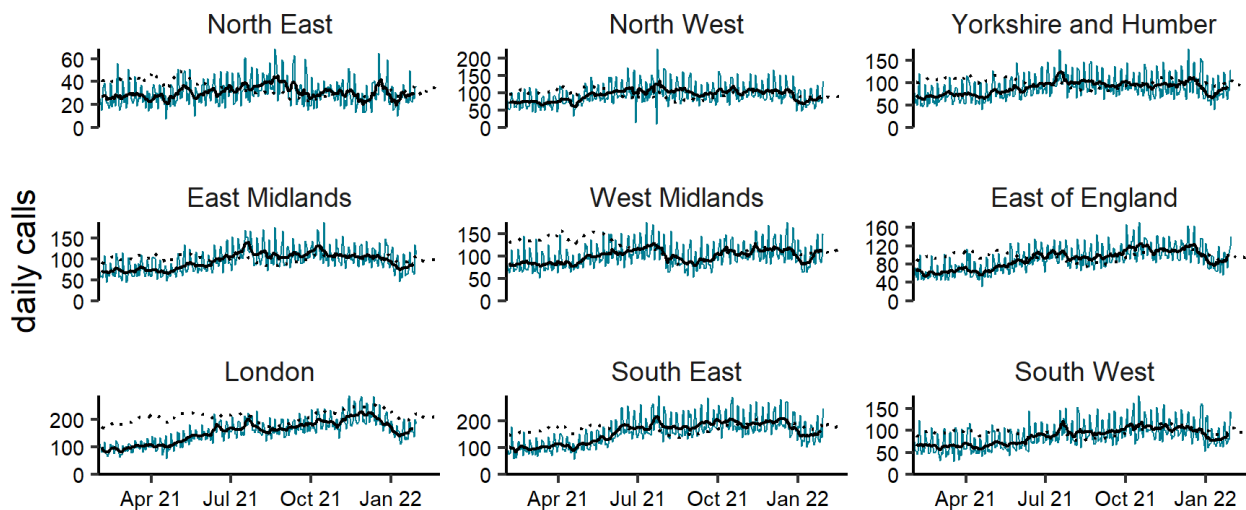 North East
North West
Yorkshire and Humber
60
40
20
0
200
150
100
50
0
150
100
50
0
daily calls
East Midlands
West Midlands
East of England
150
100
50
0
150
100
50
0
160
120
80
40
0
London
South East
South West
200
100
0
200
100
0
150
100
50
0
Apr 21 Jul 21 Oct 21 Jan 22
Apr 21 Jul 21 Oct 21 Jan 22
Apr 21 Jul 21 Oct 21 Jan 22